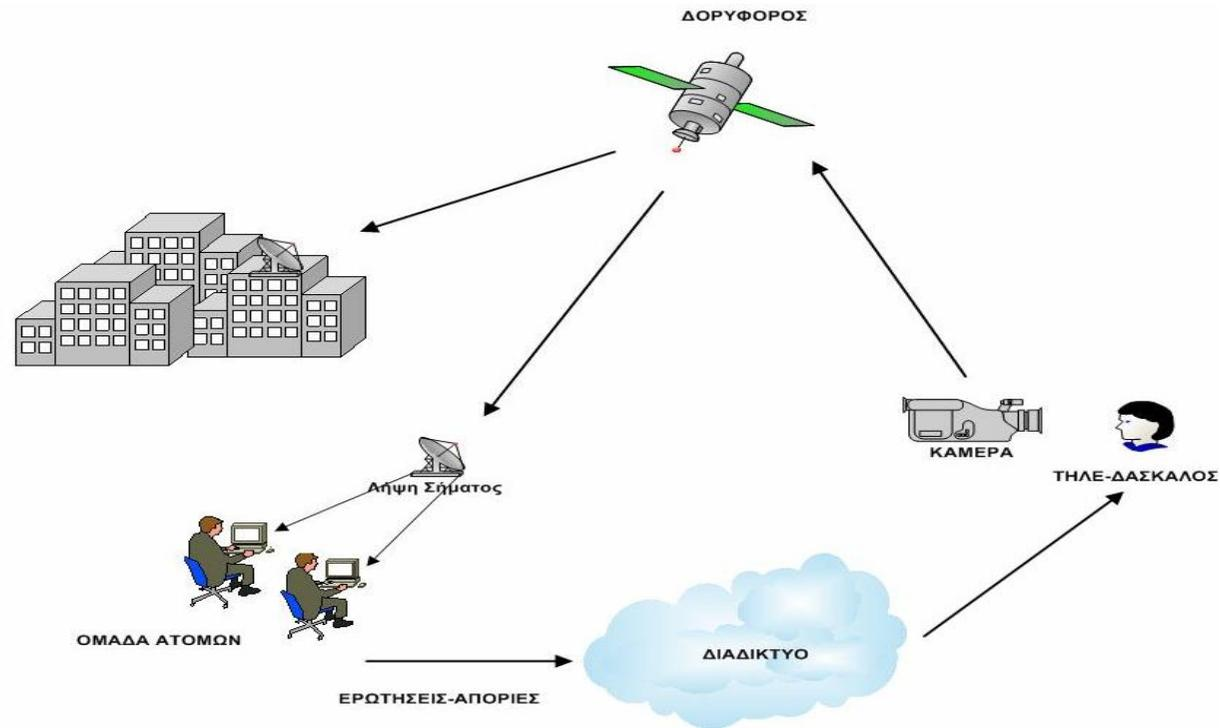 ΔΟΡΥΦΟΡΟΣ
ΚΑΜΕΡΑ
ΤΗΛΕ-ΔΑΣΚΑΛΟΣ
Λήψη Σήματος
ΟΜΑΔΑ ΑΤΟΜΩΝ
ΔΙΑΔΙΚΤΥΟ
ΕΡΩΤΗΣΕΙΣ-ΑΠΟΡΙΕΣ